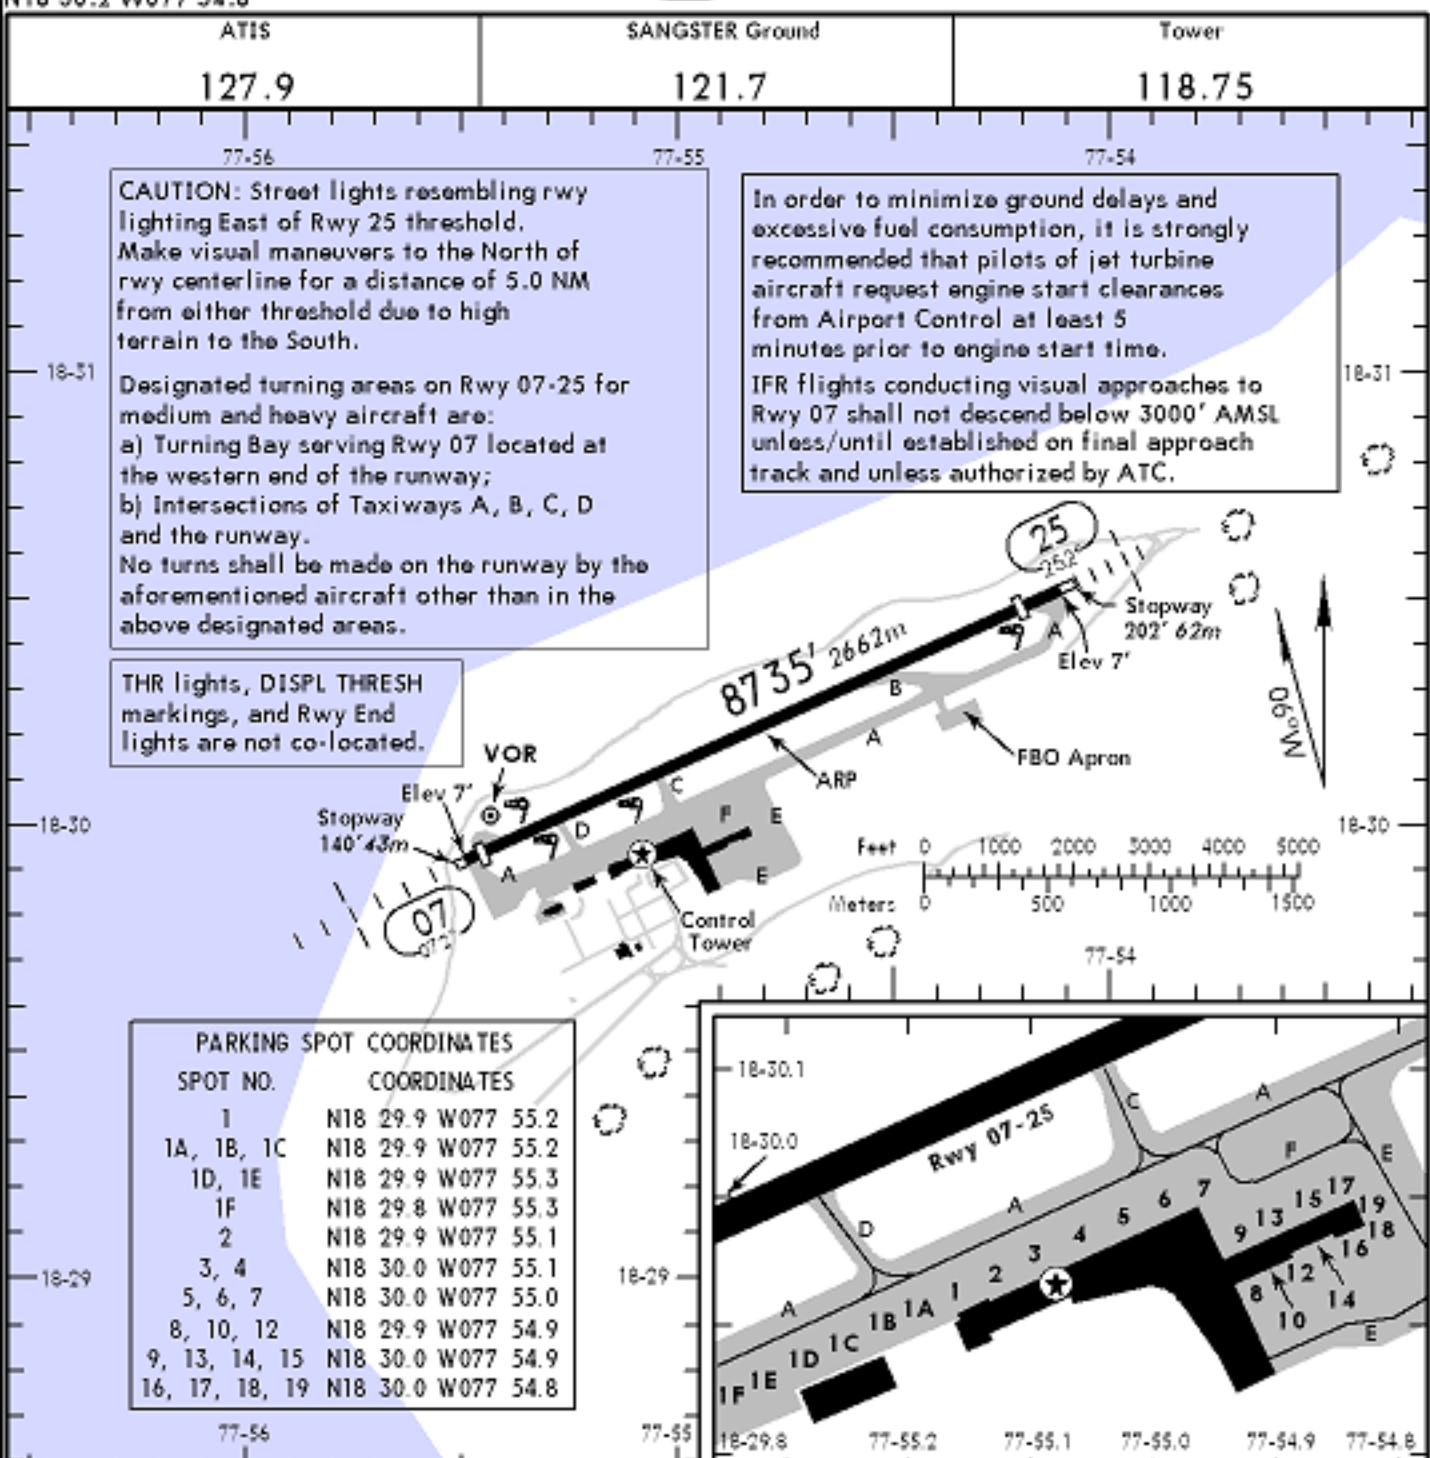 N18 30.2 W077 54.8
ATIS
127.9
SANGSTER Ground
121.7
Tower
118.75
77-56
77-55
77-54
CAUTION: Street lights resembling rwy
lighting East of Rwy 25 threshold.
Make visual maneuvers to the North of
rwy centerline for a distance of 5.0 NM
from either threshold due to high
terrain to the South.
Designated turning areas on Rwy 07-25 for
medium and heavy aircraft are:
a) Turning Bay serving Rwy 07 located at
the western end of the runway;
b) Intersections of Taxiways A, B, C, D
and the runway.
No turns shall be made on the runway by the
aforementioned aircraft other than in the
above designated areas.
In order to minimize ground delays and
excessive fuel consumption, it is strongly
recommended that pilots of jet turbine
aircraft request engine start clearances
from Airport Control at least 5
minutes prior to engine start time.
IFR flights conducting visual approaches to
Rwy 07 shall not descend below 3000' AMSL
unless/until established on final approach
track and unless authorized by ATC.
18-31
18-31
THR lights, DISPL THRESH
markings, and Rwy End
lights are not co-located.
25
252°
Stopway
202' 62m
Elev 7'
A
8735' 2662m
B
A
FBO Apron
ARP
06°W
VOR
Elev 7'
Stopway
140' 43m
C
D
F
E
E
A
07
072°
Control
Tower
18-30
18-30
Feet 0 1000 2000 3000 4000 5000
Meters 0 500 1000 1500
77-54
PARKING SPOT COORDINATES
SPOT NO. COORDINATES
1 N18 29.9 W077 55.2
1A, 1B, 1C N18 29.9 W077 55.2
1D, 1E N18 29.9 W077 55.3
1F N18 29.8 W077 55.3
2 N18 29.9 W077 55.1
3, 4 N18 30.0 W077 55.1
5, 6, 7 N18 30.0 W077 55.0
8, 10, 12 N18 29.9 W077 54.9
9, 13, 14, 15 N18 30.0 W077 54.9
16, 17, 18, 19 N18 30.0 W077 54.8
18-29
18-29
77-56
77-55
18-30.1
18-30.0
Rwy 07-25
C
A
F
E
D
A
A
E
1F
1E
1D
1C
1B
1A
1
2
3
4
5
6
7
9
13
15
17
19
18
16
14
12
10
8
18-29.8
77-55.2
77-55.1
77-55.0
77-54.9
77-54.8